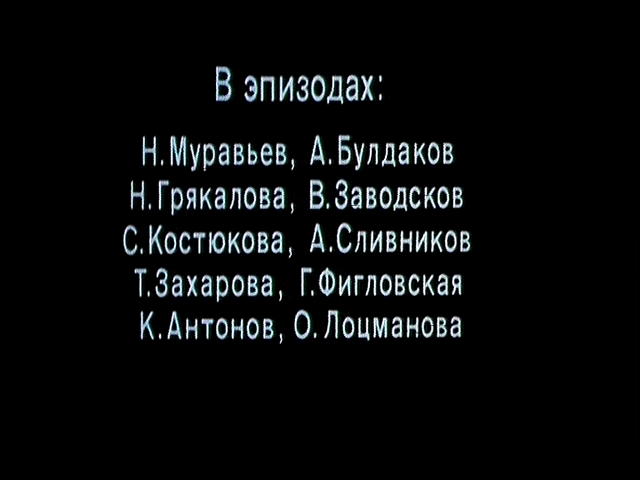 В эпизодах:
Н.Муравьев, А.Булдаков
Н.Грякалова, В.Заводсков
С.Костюкова, А.Сливников
Т.Захарова, Г.Фигловская
К.Антонов, О.Лоцманова